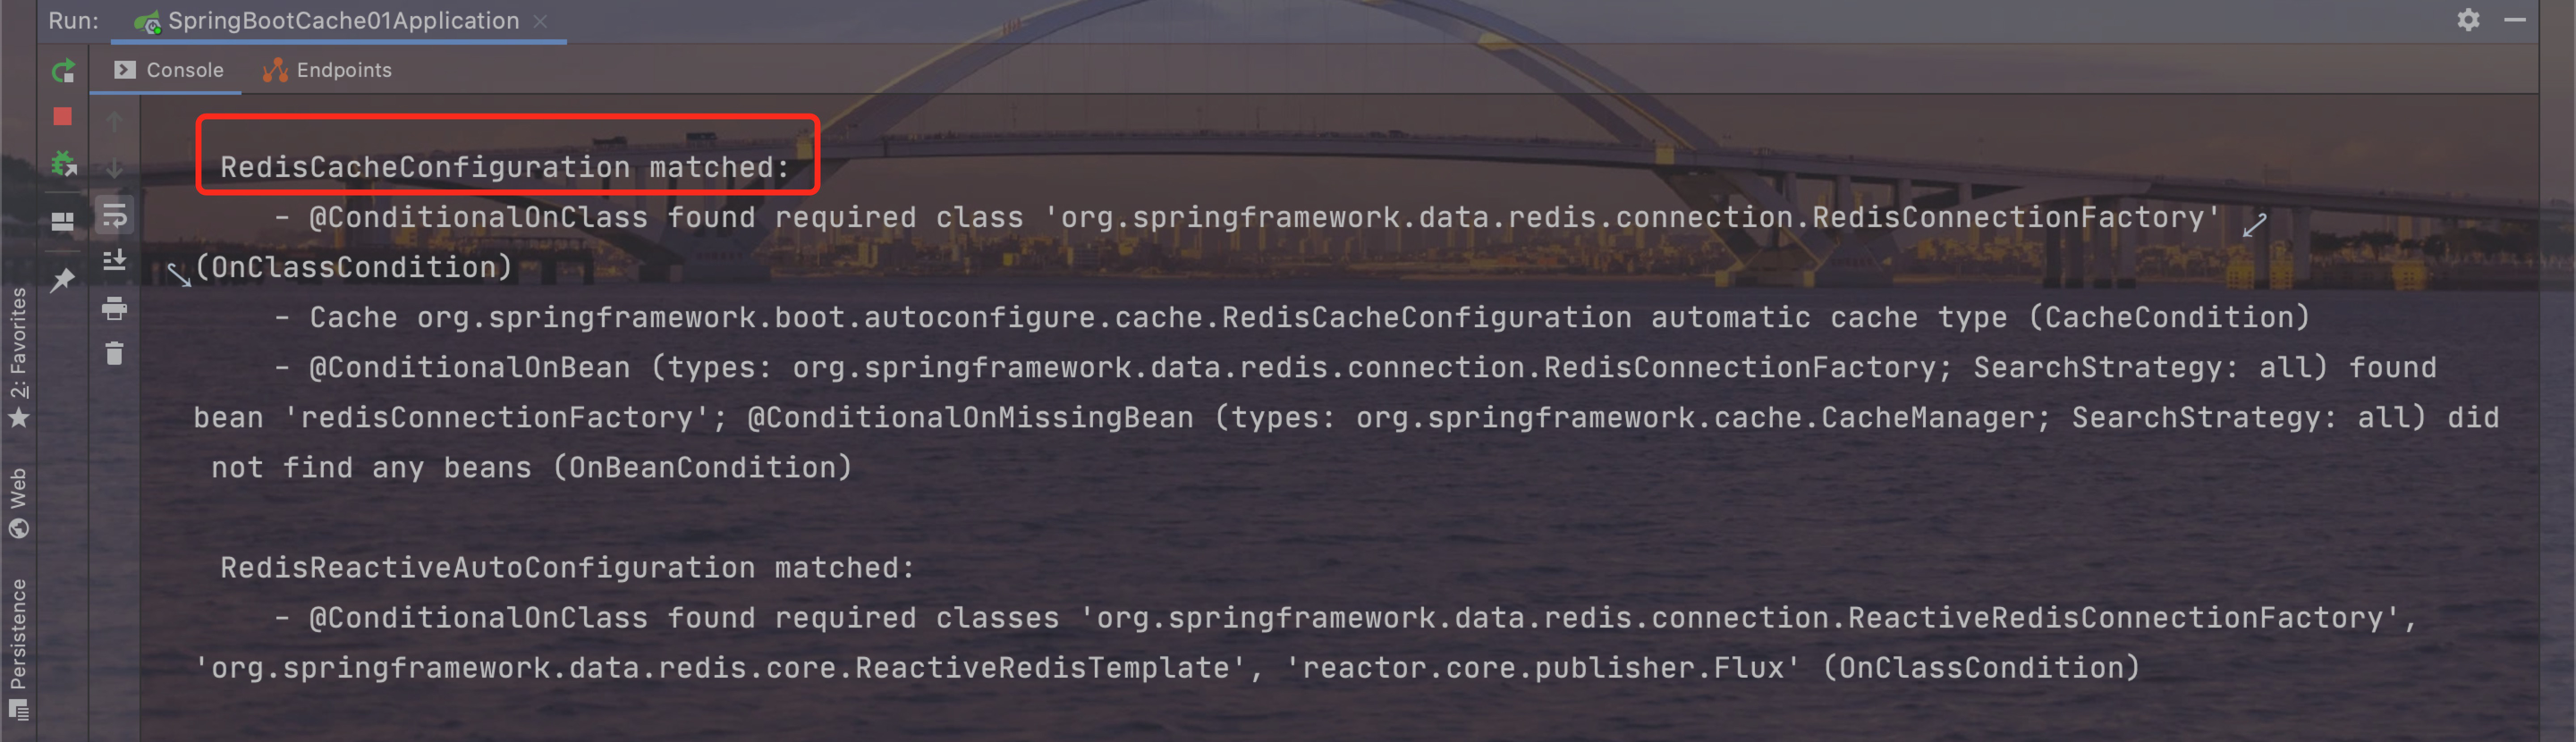 Run: SpringBootCache01Application
Console Endpoints
RedisCacheConfiguration matched:
- @ConditionalOnClass found required class 'org.springframework.data.redis.connection.RedisConnectionFactory'
(OnClassCondition)
- Cache org.springframework.boot.autoconfigure.cache.RedisCacheConfiguration automatic cache type (CacheCondition)
- @ConditionalOnBean (types: org.springframework.data.redis.connection.RedisConnectionFactory; SearchStrategy: all) found
bean 'redisConnectionFactory'; @ConditionalOnMissingBean (types: org.springframework.cache.CacheManager; SearchStrategy: all) did
not find any beans (OnBeanCondition)
RedisReactiveAutoConfiguration matched:
- @ConditionalOnClass found required classes 'org.springframework.data.redis.connection.ReactiveRedisConnectionFactory',
'org.springframework.data.redis.core.ReactiveRedisTemplate', 'reactor.core.publisher.Flux' (OnClassCondition)
2: Favorites
Web
Persistence